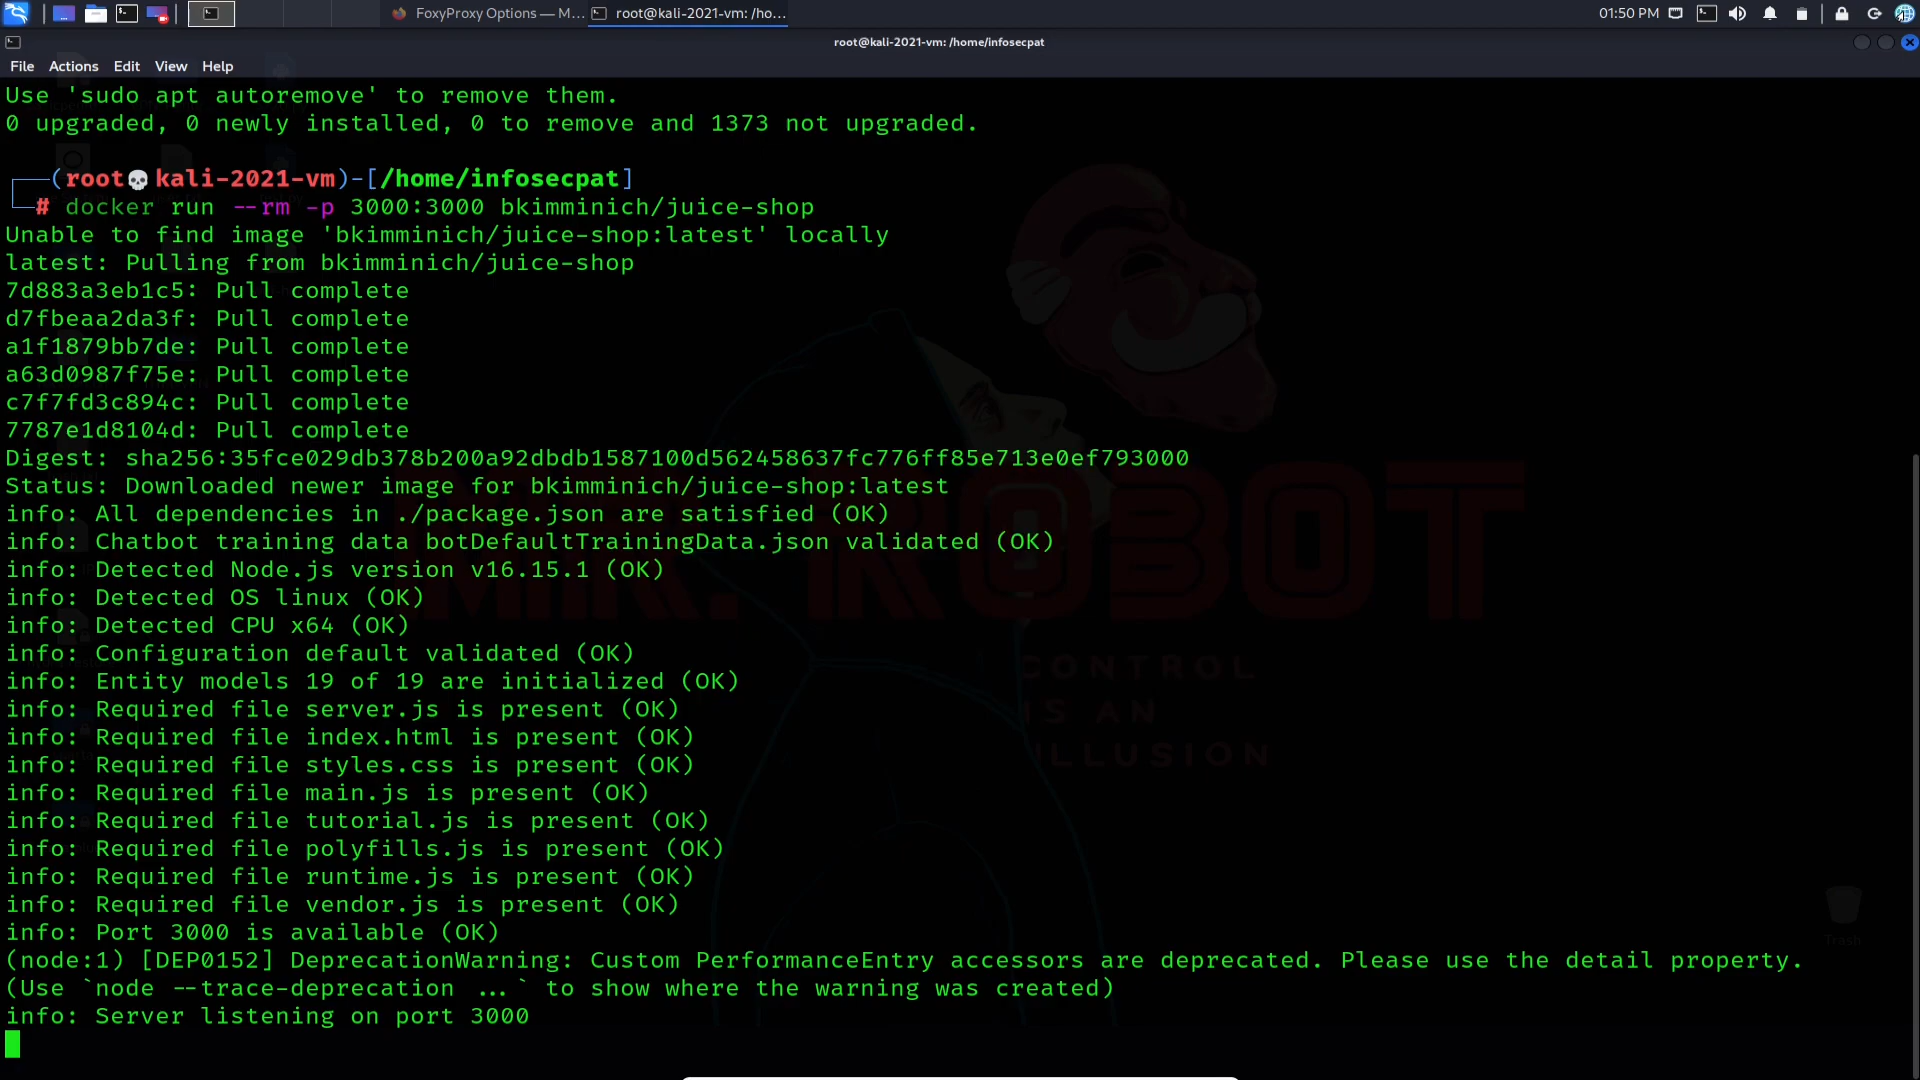 FoxyProxy Options — M...
root@kali-2021-vm: /ho...
01:50 PM
root@kali-2021-vm: /home/infosecpat
File Actions Edit View Help
Use 'sudo apt autoremove' to remove them.
0 upgraded, 0 newly installed, 0 to remove and 1373 not upgraded.
(root💀kali-2021-vm)-[/home/infosecpat]
# docker run --rm -p 3000:3000 bkimminich/juice-shop
Unable to find image 'bkimminich/juice-shop:latest' locally
latest: Pulling from bkimminich/juice-shop
7d883a3eb1c5: Pull complete
d7fbeaa2da3f: Pull complete
a1f1879bb7de: Pull complete
a63d0987f75e: Pull complete
c7f7fd3c894c: Pull complete
7787e1d8104d: Pull complete
Digest: sha256:35fce029db378b200a92dbdb1587100d562458637fc776ff85e713e0ef793000
Status: Downloaded newer image for bkimminich/juice-shop:latest
info: All dependencies in ./package.json are satisfied (OK)
info: Chatbot training data botDefaultTrainingData.json validated (OK)
info: Detected Node.js version v16.15.1 (OK)
info: Detected OS linux (OK)
info: Detected CPU x64 (OK)
info: Configuration default validated (OK)
info: Entity models 19 of 19 are initialized (OK)
info: Required file server.js is present (OK)
info: Required file index.html is present (OK)
info: Required file styles.css is present (OK)
info: Required file main.js is present (OK)
info: Required file tutorial.js is present (OK)
info: Required file polyfills.js is present (OK)
info: Required file runtime.js is present (OK)
info: Required file vendor.js is present (OK)
info: Port 3000 is available (OK)
(node:1) [DEP0152] DeprecationWarning: Custom PerformanceEntry accessors are deprecated. Please use the detail property.
(Use `node --trace-deprecation ...` to show where the warning was created)
info: Server listening on port 3000
MR. ROBOT
CONTROL
IS AN
ILLUSION
Trash